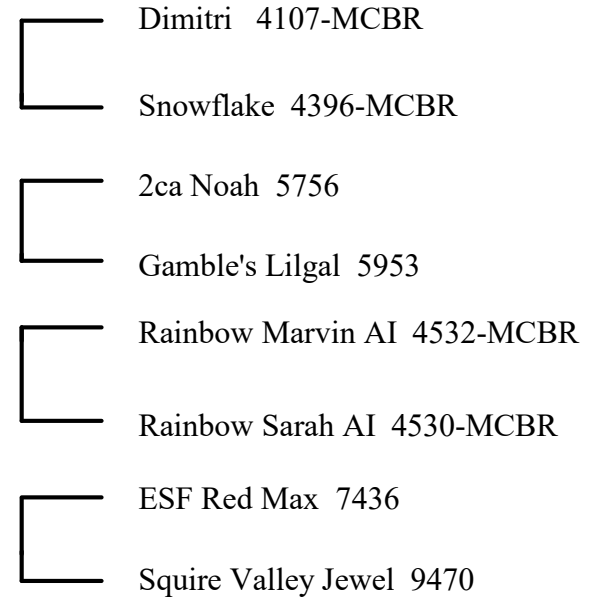 Dimitri 4107-MCBR
Snowflake 4396-MCBR
2ca Noah 5756
Gamble's Lilgal 5953
Rainbow Marvin AI 4532-MCBR
Rainbow Sarah AI 4530-MCBR
ESF Red Max 7436
Squire Valley Jewel 9470